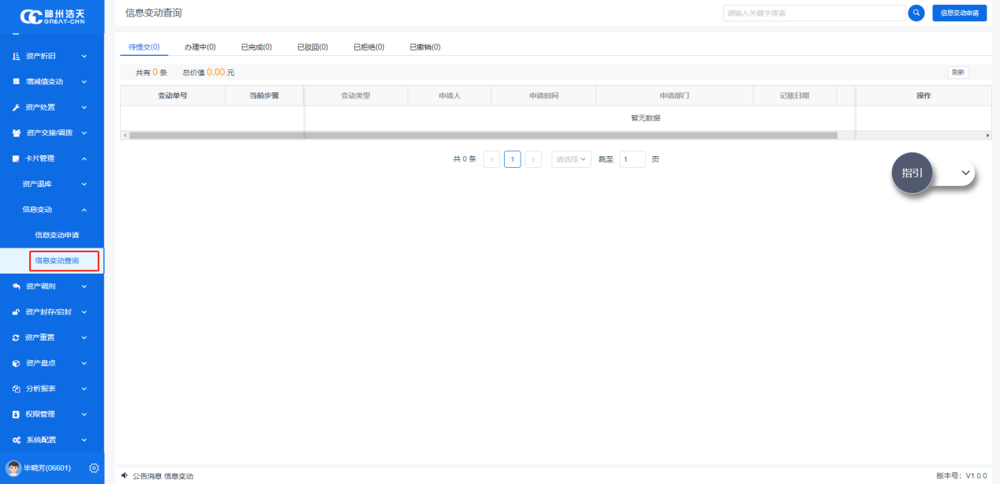 神州浩天
GREAT-CHN
资产折旧
增减值变动
资产处置
资产交接/调拨
卡片管理
资产退库
信息变动
信息变动申请
信息变动查询
资产调剂
资产封存/启封
资产重置
资产盘点
分析报表
权限管理
系统配置
毕晓芳(06601)
信息变动查询
请输入关键字搜素
信息变动申请
待提交(0) 办理中(0) 已完成(0) 已驳回(0) 已拒绝(0) 已撤销(0)
共有 0 条 总价值 0.00 元
刷新
变动单号 当前步骤 变动类型 申请人 申请时间 申请部门 记账日期 操作
暂无数据
共 0 条 < 1 > 请选择 跳至 1 页
指引
公告消息 信息变动
版本号：V1.0.0